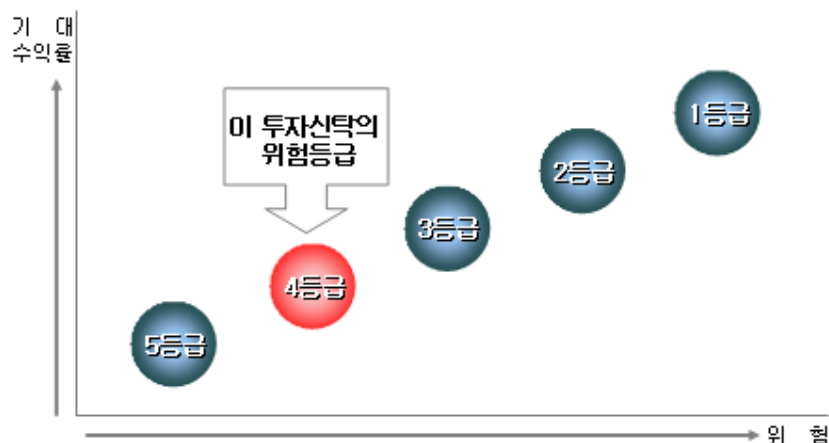 기 대
수익률
이 투자신탁의
위험등급
1등급
2등급
3등급
4등급
5등급
위 험